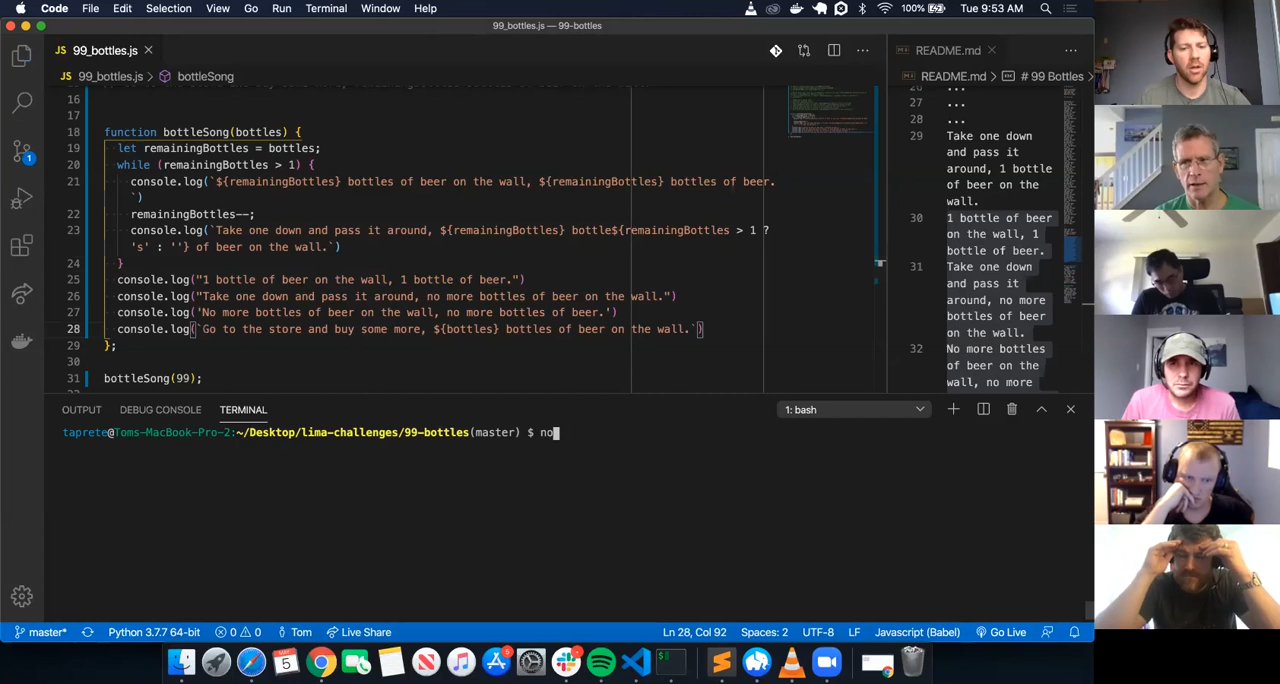 Code File Edit Selection View Go Run Terminal Window Help 100% Tue 9:53 AM
99_bottles.js — 99-bottles
JS 99_bottles.js
README.md
JS 99_bottles.js > bottleSong
README.md > # 99 Bottles >
16
17
18 function bottleSong(bottles) {
19 let remainingBottles = bottles;
20 while (remainingBottles > 1) {
21 console.log(`${remainingBottles} bottles of beer on the wall, ${remainingBottles} bottles of beer.
`)
22 remainingBottles--;
23 console.log(`Take one down and pass it around, ${remainingBottles} bottle${remainingBottles > 1 ?
's' : ''} of beer on the wall.`)
24 }
25 console.log("1 bottle of beer on the wall, 1 bottle of beer.")
26 console.log("Take one down and pass it around, no more bottles of beer on the wall.")
27 console.log('No more bottles of beer on the wall, no more bottles of beer.')
28 console.log(`Go to the store and buy some more, ${bottles} bottles of beer on the wall.`)
29 };
30
31 bottleSong(99);
26 ...
27 ...
28 ...
29 Take one down
and pass it
around, 1 bottle
of beer on the
wall.
30 1 bottle of beer
on the wall, 1
bottle of beer.
31 Take one down
and pass it
around, no more
bottles of beer
on the wall.
32 No more bottles
of beer on the
wall, no more
OUTPUT DEBUG CONSOLE TERMINAL 1: bash
taprete@Toms-MacBook-Pro-2:~/Desktop/lima-challenges/99-bottles(master) $ no
master* Python 3.7.7 64-bit 0 0 Tom Live Share Ln 28, Col 92 Spaces: 2 UTF-8 LF Javascript (Babel) Go Live
MAY
5
5